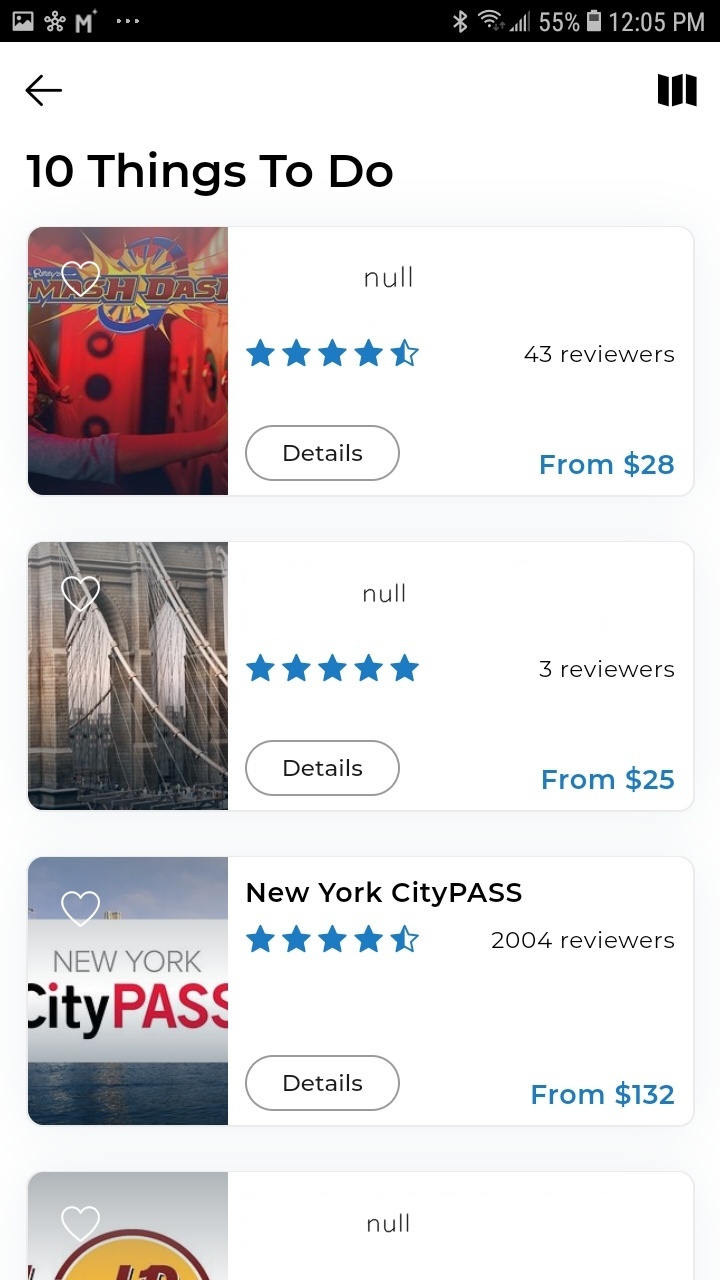 55% 12:05 PM
10 Things To Do
Ripley's
MASH DASH
null
43 reviewers
Details
From $28
null
3 reviewers
Details
From $25
New York CityPASS
2004 reviewers
NEW YORK
CityPASS
Details
From $132
null